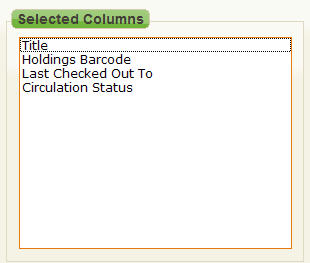 Selected Columns
Title
Holdings Barcode
Last Checked Out To
Circulation Status